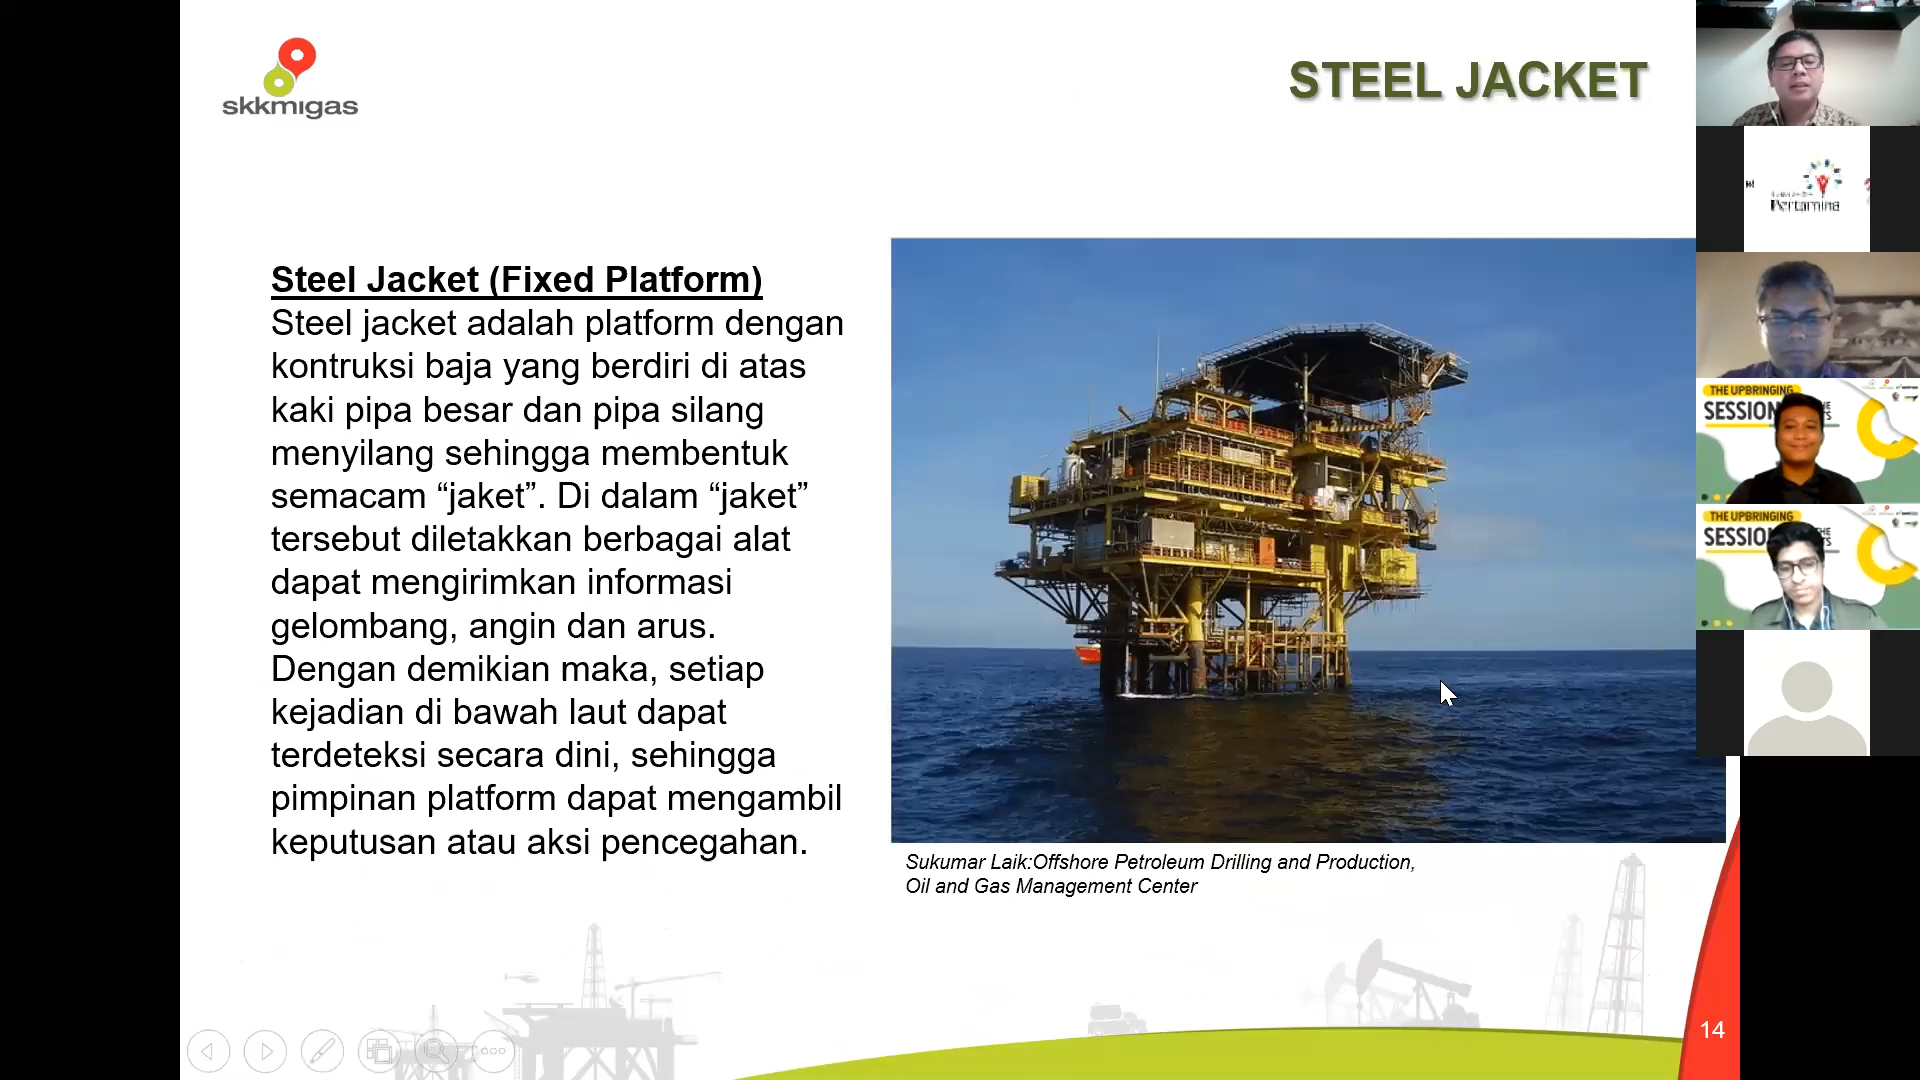 skkmigas
STEEL JACKET
Steel Jacket (Fixed Platform)
Steel jacket adalah platform dengan
kontruksi baja yang berdiri di atas
kaki pipa besar dan pipa silang
menyilang sehingga membentuk
semacam “jaket”. Di dalam “jaket”
tersebut diletakkan berbagai alat
dapat mengirimkan informasi
gelombang, angin dan arus.
Dengan demikian maka, setiap
kejadian di bawah laut dapat
terdeteksi secara dini, sehingga
pimpinan platform dapat mengambil
keputusan atau aksi pencegahan.
Sukumar Laik:Offshore Petroleum Drilling and Production,
Oil and Gas Management Center
14
Pertamina
THE UPBRINGING
SESSION
THE UPBRINGING
SESSIO